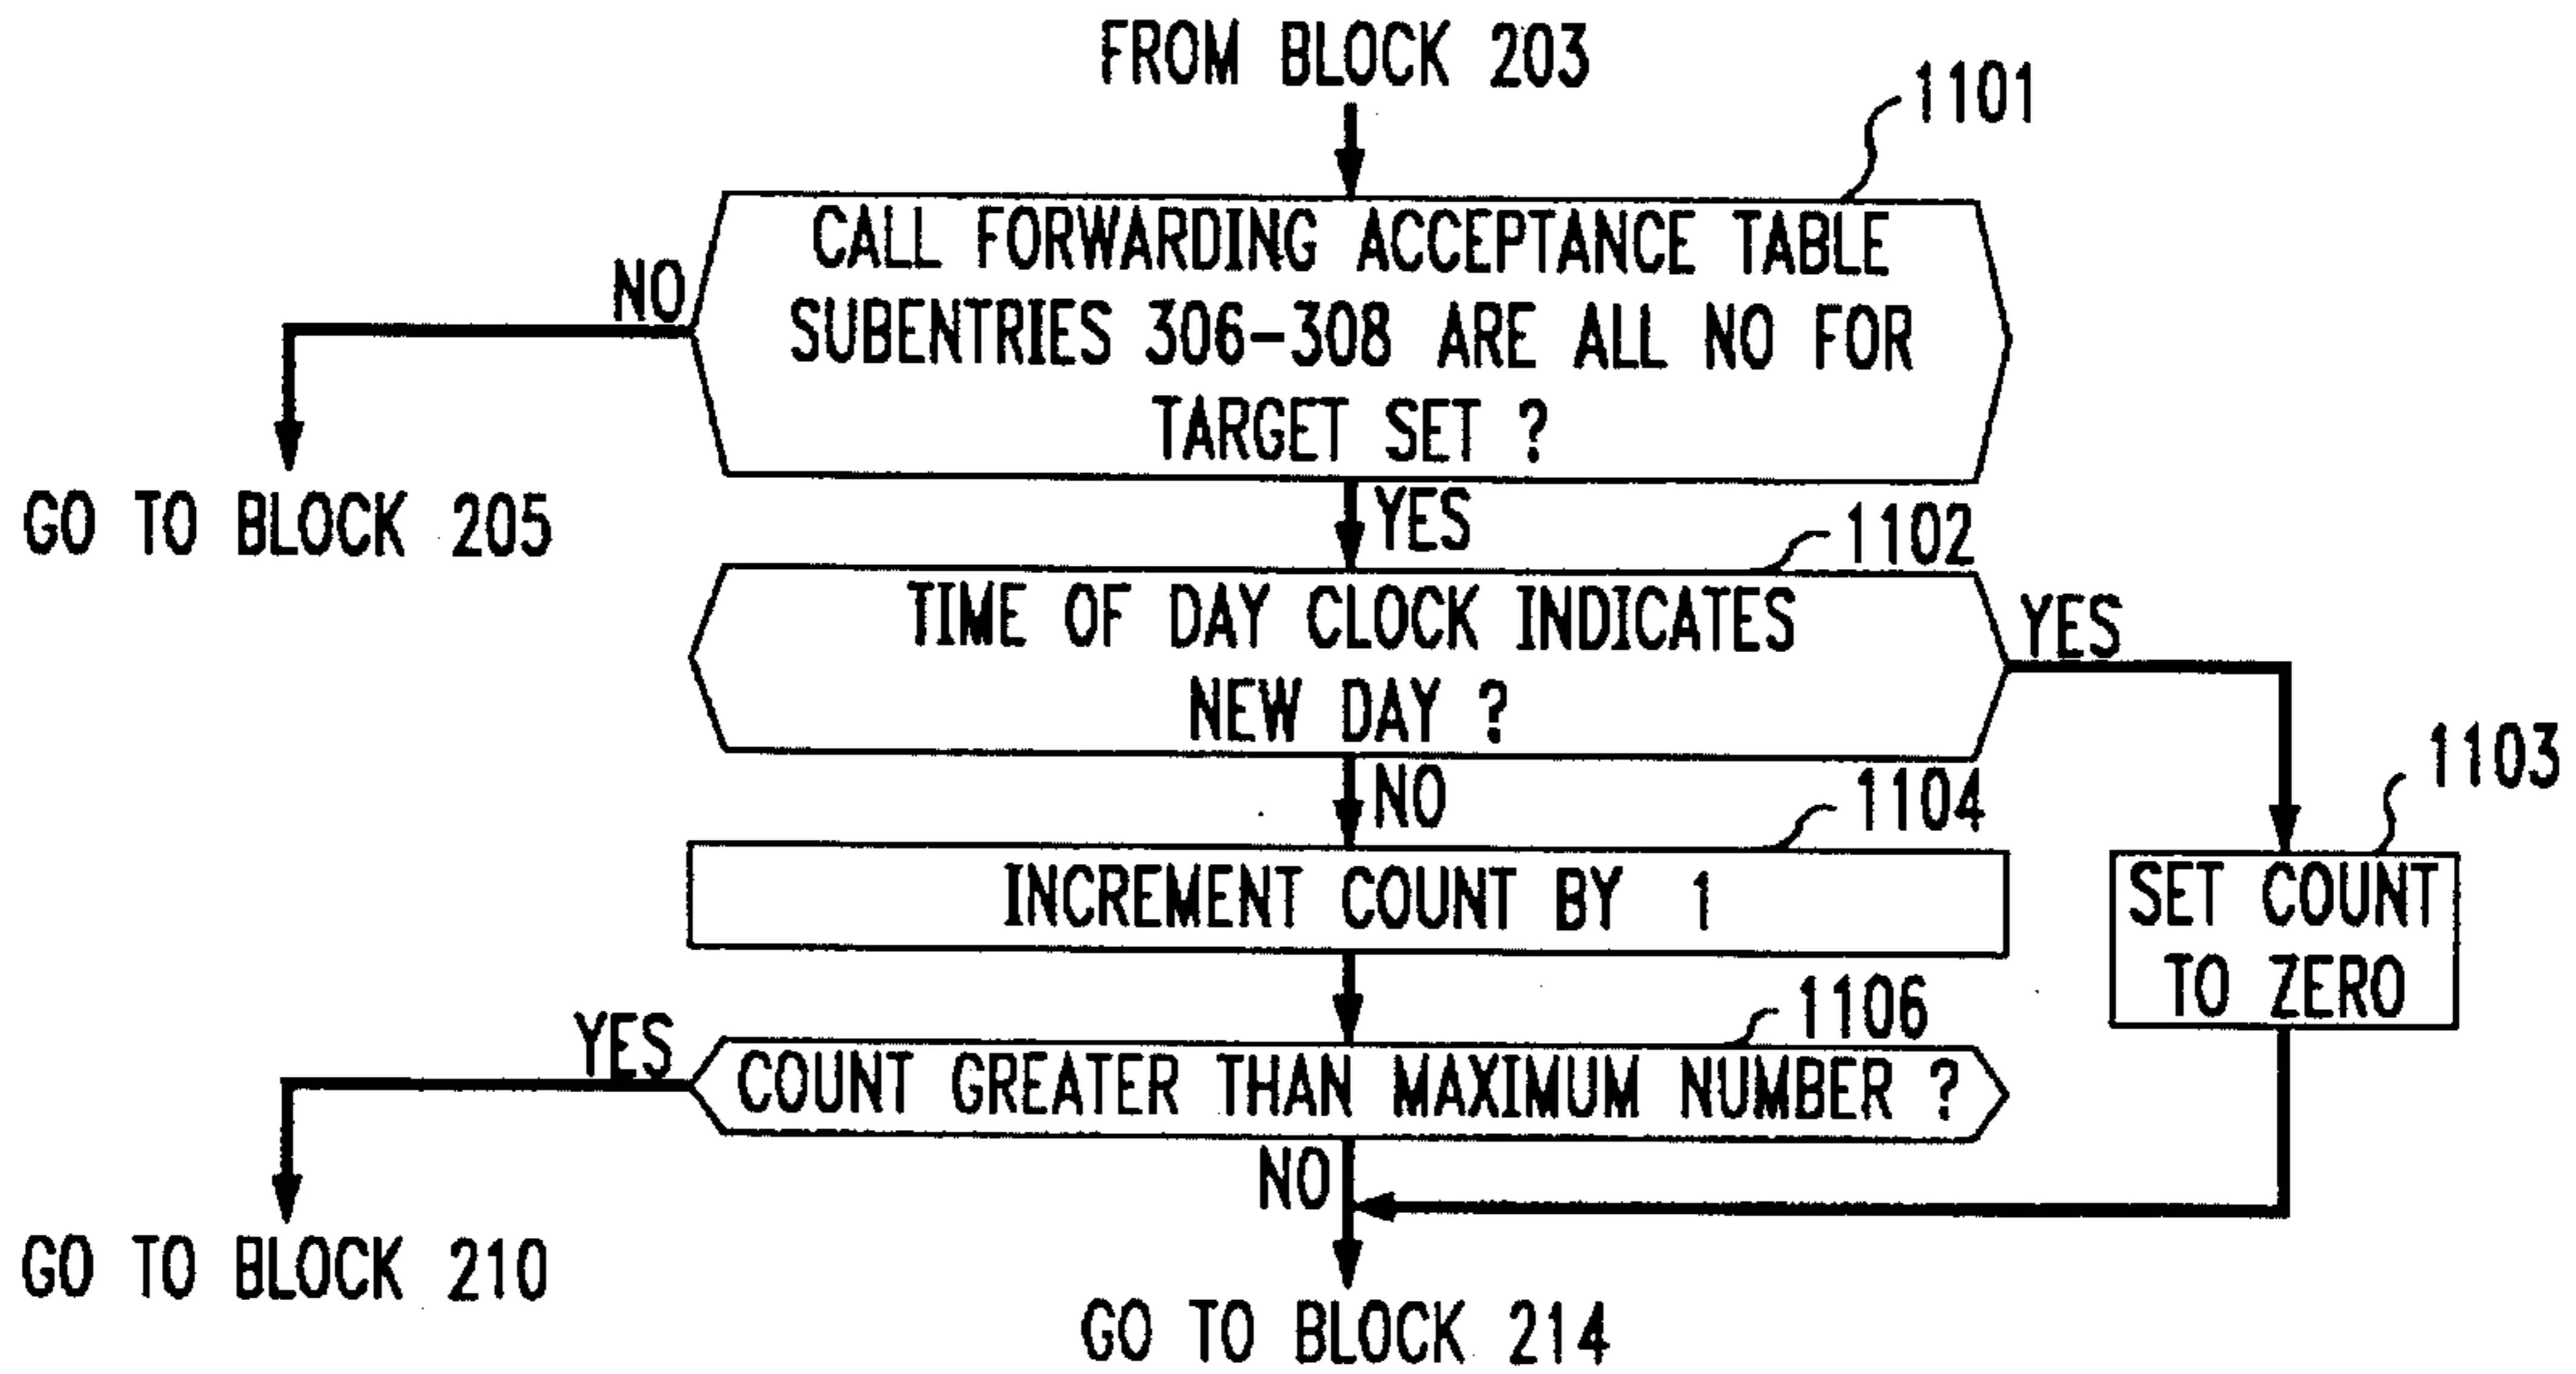 FROM BLOCK 203
1101
CALL FORWARDING ACCEPTANCE TABLE
SUBENTRIES 306-308 ARE ALL NO FOR
TARGET SET ?
NO
GO TO BLOCK 205
YES
1102
TIME OF DAY CLOCK INDICATES
NEW DAY ?
YES
1103
SET COUNT
TO ZERO
NO
1104
INCREMENT COUNT BY 1
1106
COUNT GREATER THAN MAXIMUM NUMBER ?
YES
GO TO BLOCK 210
NO
GO TO BLOCK 214